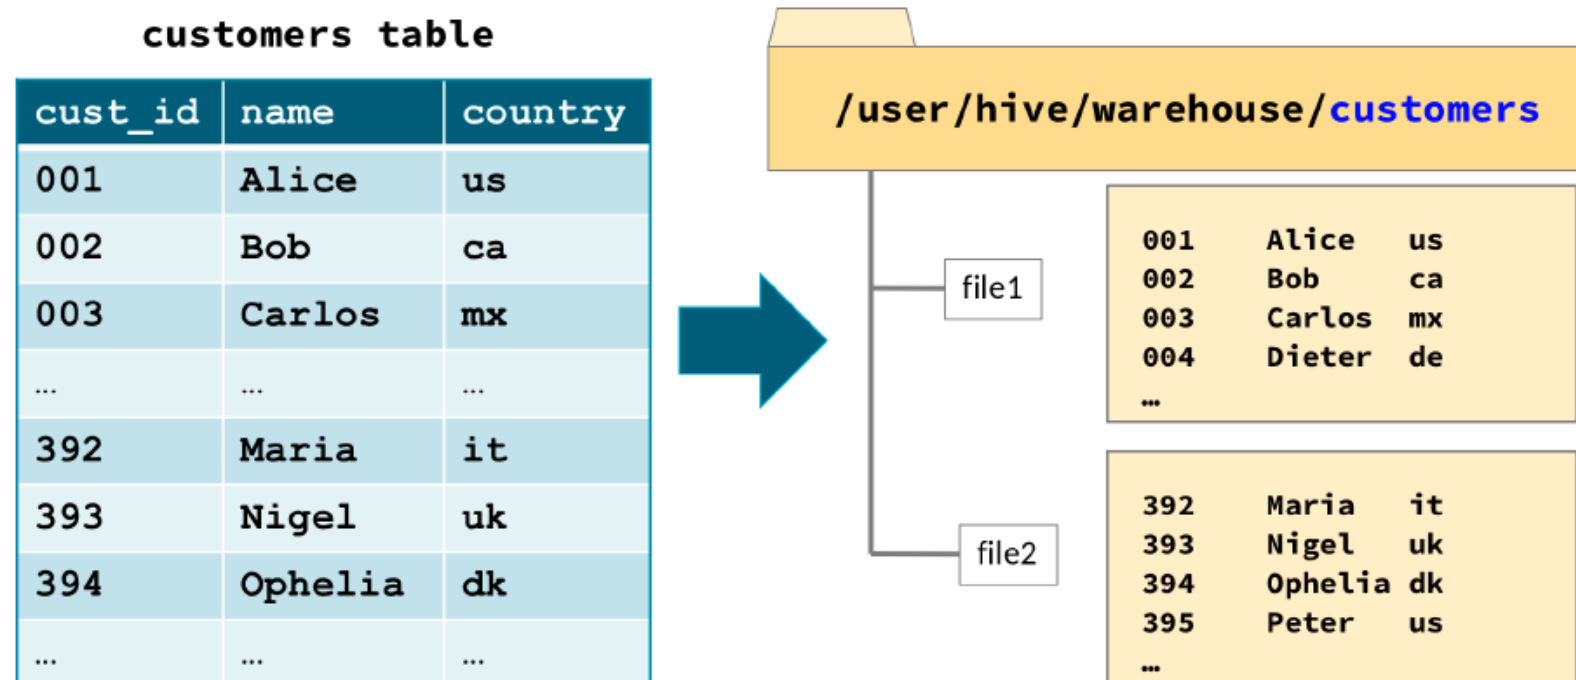 customers table
cust_id name country
001 Alice us
002 Bob ca
003 Carlos mx
... ... ...
392 Maria it
393 Nigel uk
394 Ophelia dk
... ... ...
/user/hive/warehouse/customers
file1
001 Alice us
002 Bob ca
003 Carlos mx
004 Dieter de
...
file2
392 Maria it
393 Nigel uk
394 Ophelia dk
395 Peter us
...